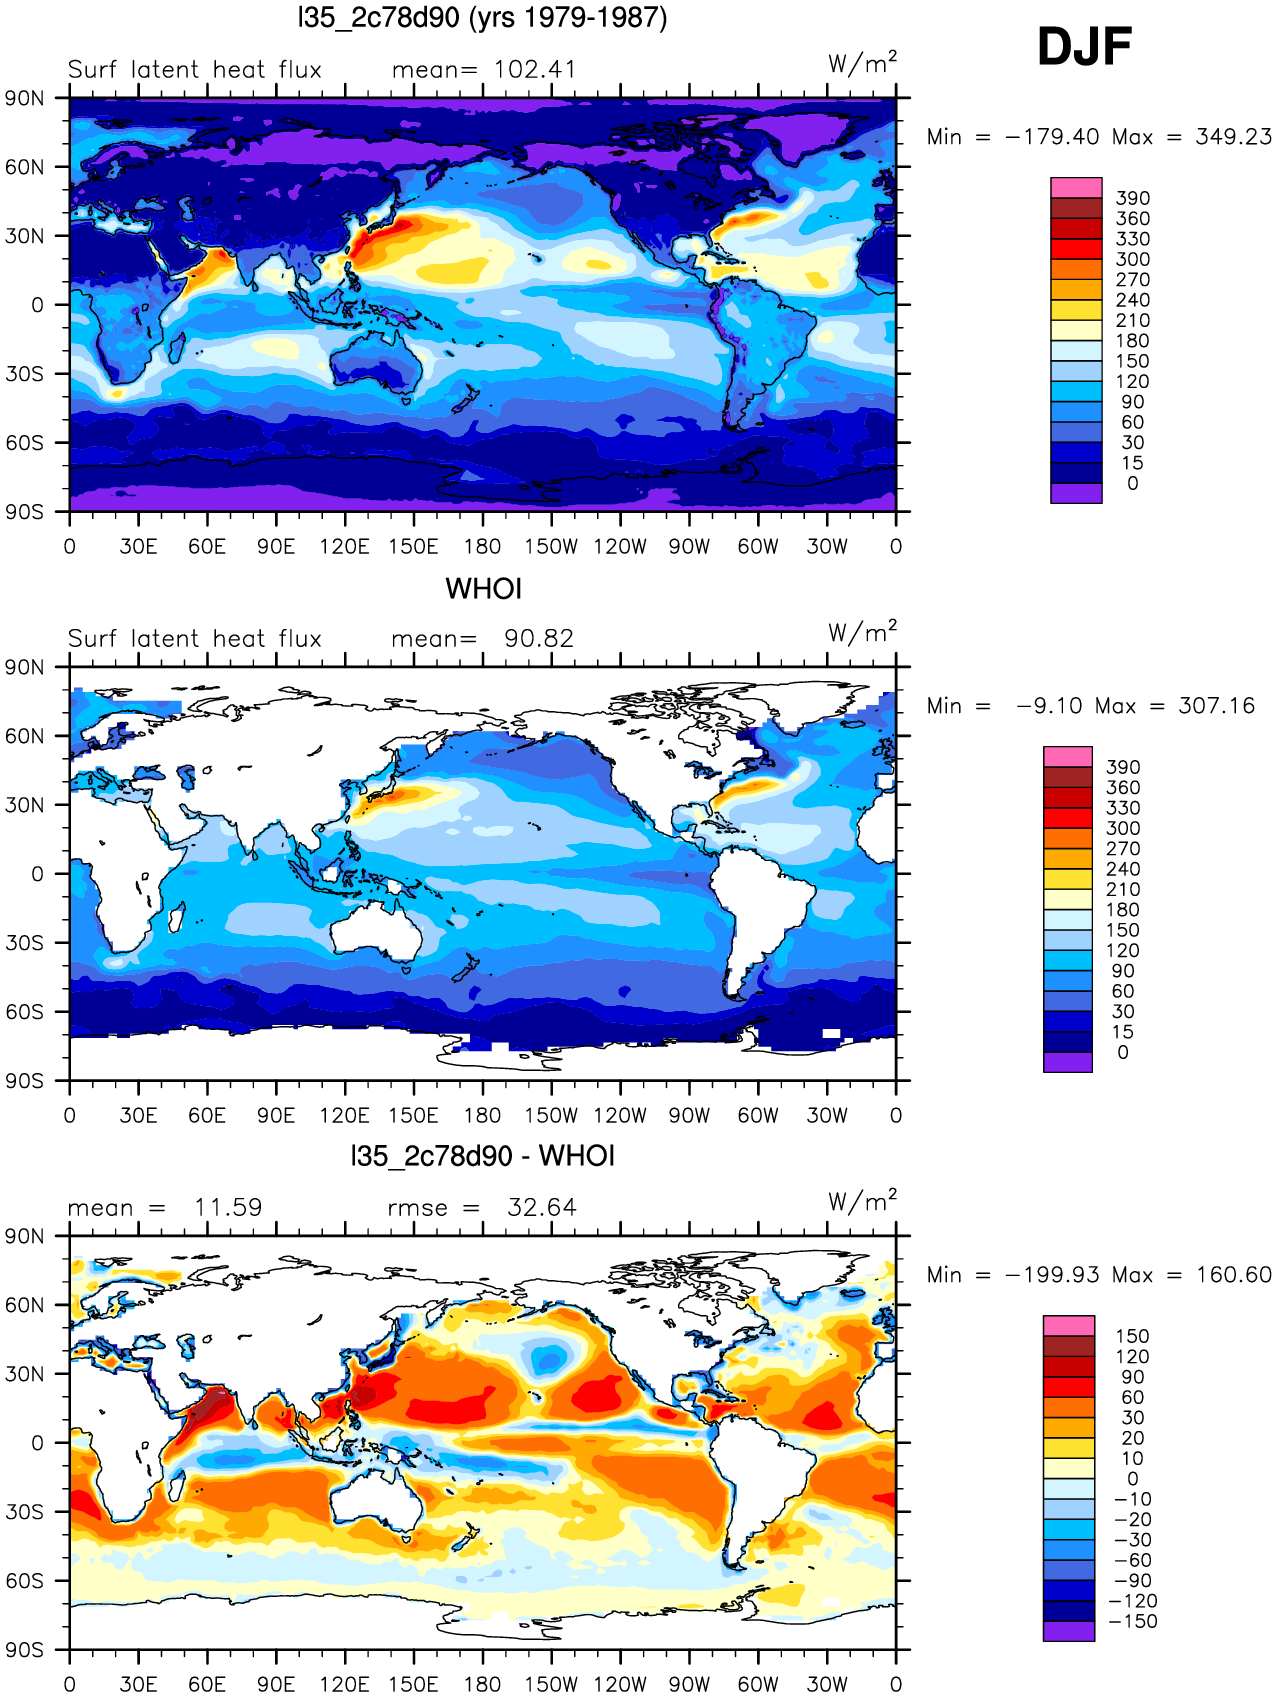 l35_2c78d90 (yrs 1979-1987)
DJF
Surf latent heat flux mean= 102.41 W/m²
Min = −179.40 Max = 349.23
90N
60N
30N
0
30S
60S
90S
0 30E 60E 90E 120E 150E 180 150W 120W 90W 60W 30W 0
390
360
330
300
270
240
210
180
150
120
90
60
30
15
0
WHOI
Surf latent heat flux mean= 90.82 W/m²
Min = −9.10 Max = 307.16
90N
60N
30N
0
30S
60S
90S
0 30E 60E 90E 120E 150E 180 150W 120W 90W 60W 30W 0
390
360
330
300
270
240
210
180
150
120
90
60
30
15
0
l35_2c78d90 - WHOI
mean = 11.59 rmse = 32.64 W/m²
Min = −199.93 Max = 160.60
90N
60N
30N
0
30S
60S
90S
0 30E 60E 90E 120E 150E 180 150W 120W 90W 60W 30W 0
150
120
90
60
30
20
10
0
−10
−20
−30
−60
−90
−120
−150